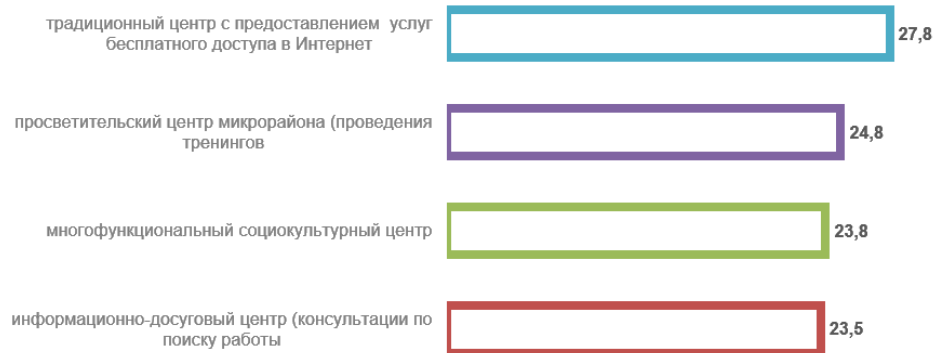 традиционный центр с предоставлением услуг
бесплатного доступа в Интернет
27,8
просветительский центр микрорайона (проведения
тренингов
24,8
многофункциональный социокультурный центр
23,8
информационно-досуговый центр (консультации по
поиску работы
23,5